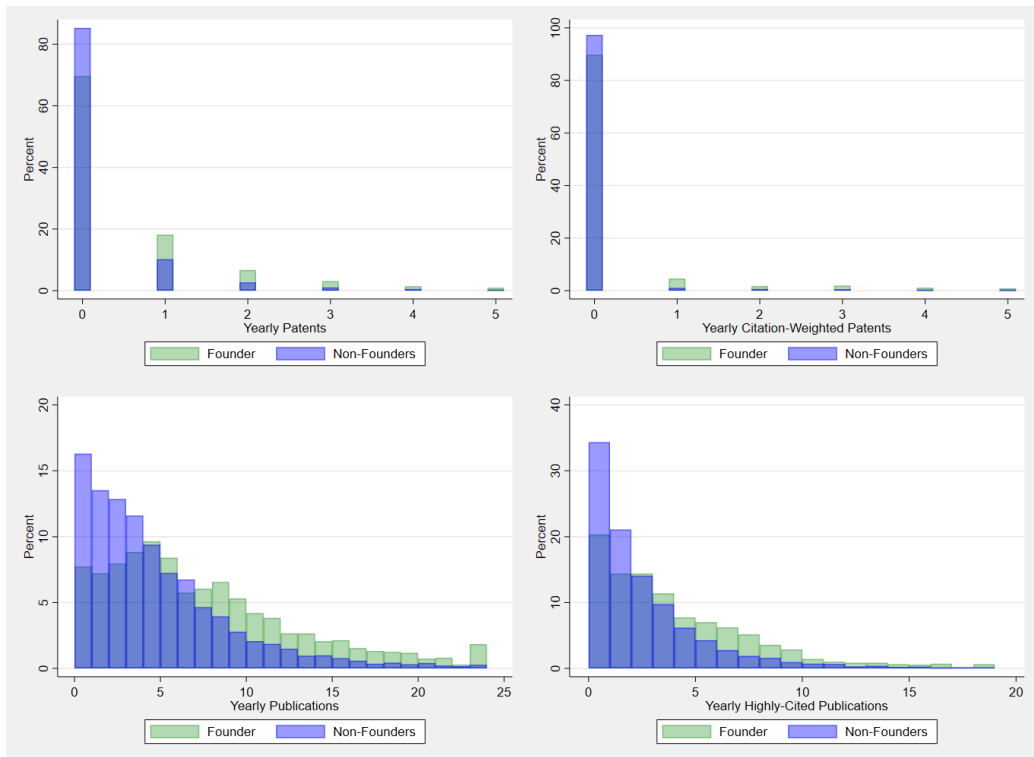 Percent
80
60
40
20
0
0 1 2 3 4 5
Yearly Patents
Founder Non-Founders
Percent
100
80
60
40
20
0
0 1 2 3 4 5
Yearly Citation-Weighted Patents
Founder Non-Founders
Percent
20
15
10
5
0
0 5 10 15 20 25
Yearly Publications
Founder Non-Founders
Percent
40
30
20
10
0
0 5 10 15 20
Yearly Highly-Cited Publications
Founder Non-Founders